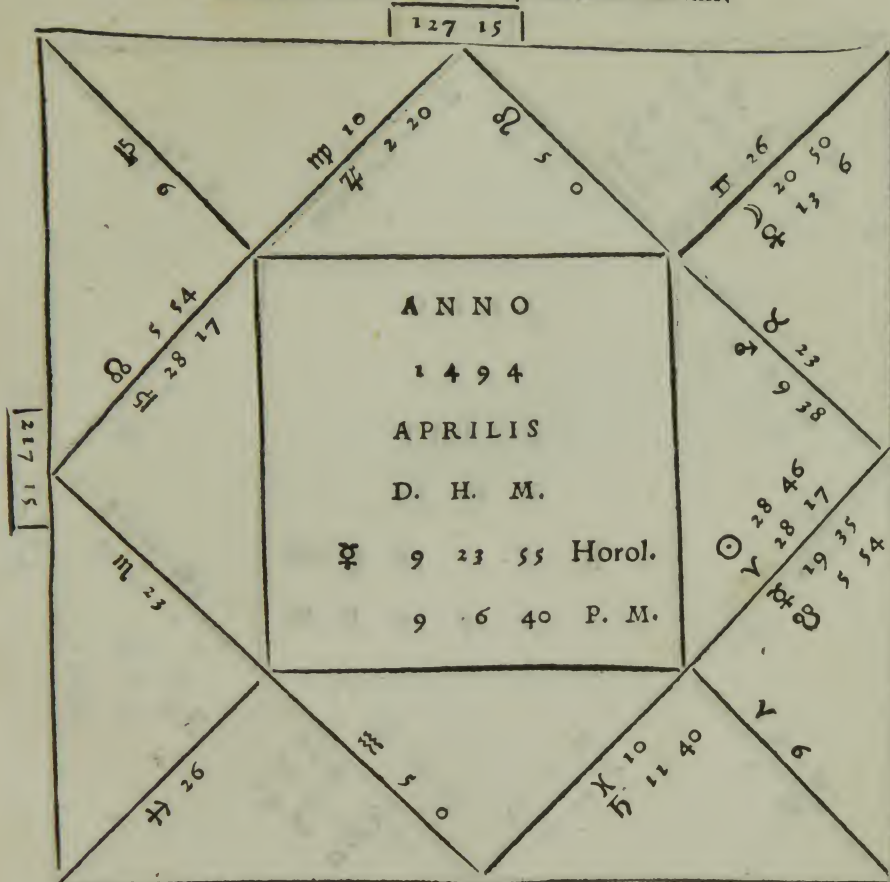 127 15
♍ 10
♃ 2 20
♌ 5 0
♎ 6
♊ 26
☽ 20 50
♀ 13 6
☊ 5 54
♎ 28 17
♉ 23
♂ 9 38
217 15
ANNO
1494
APRILIS
D. H. M.
☿ 9 23 55 Horol.
9 6 40 P. M.
☉ 28 46
♈ 28 17
☿ 19 35
☋ 5 54
♏ 23
♐ 26
♒ 5 0
♓ 10
♄ 11 40
♈ 6